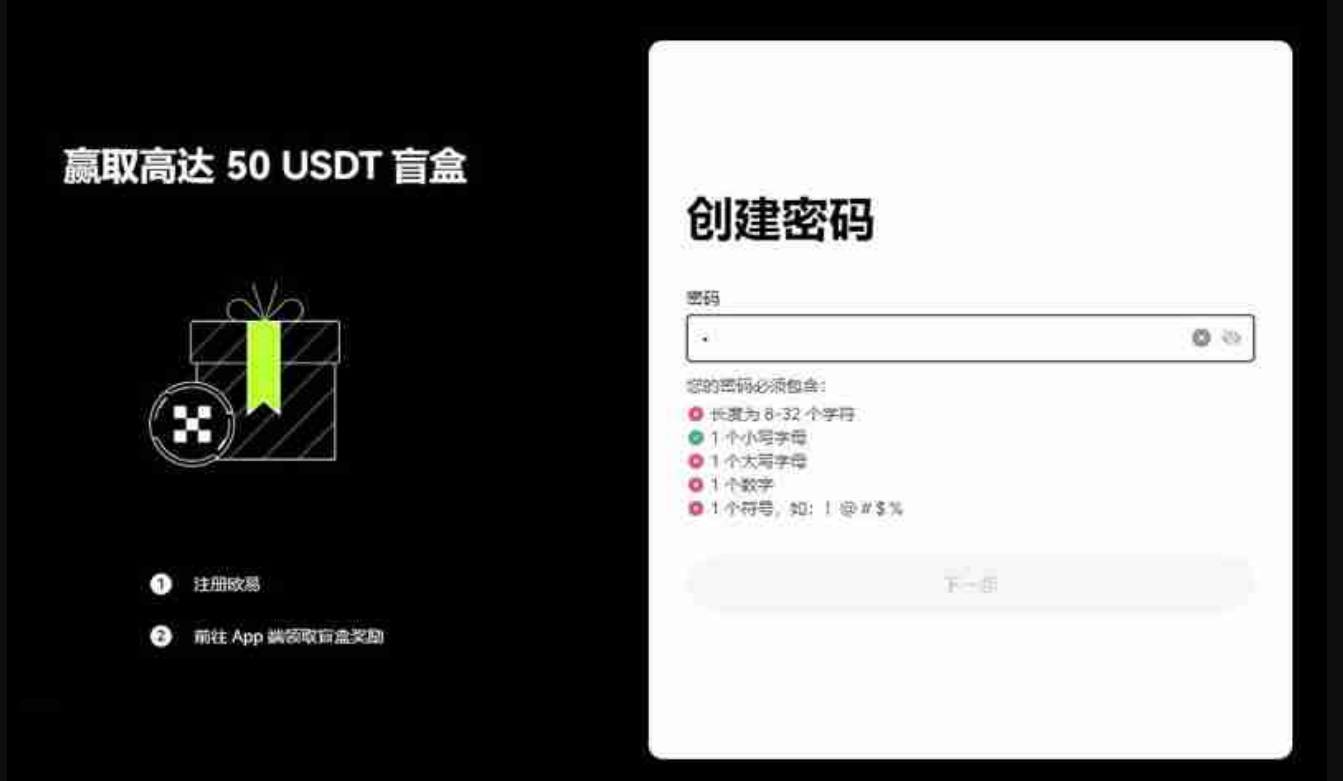 赢取高达 50 USDT 盲盒
1 注册欧易
2 前往 App 端领取盲盒奖励
创建密码
密码
您的密码必须包含:
长度为 8-32 个字符
1 个小写字母
1 个大写字母
1 个数字
1 个符号，如: ! @ # $ %
下一步